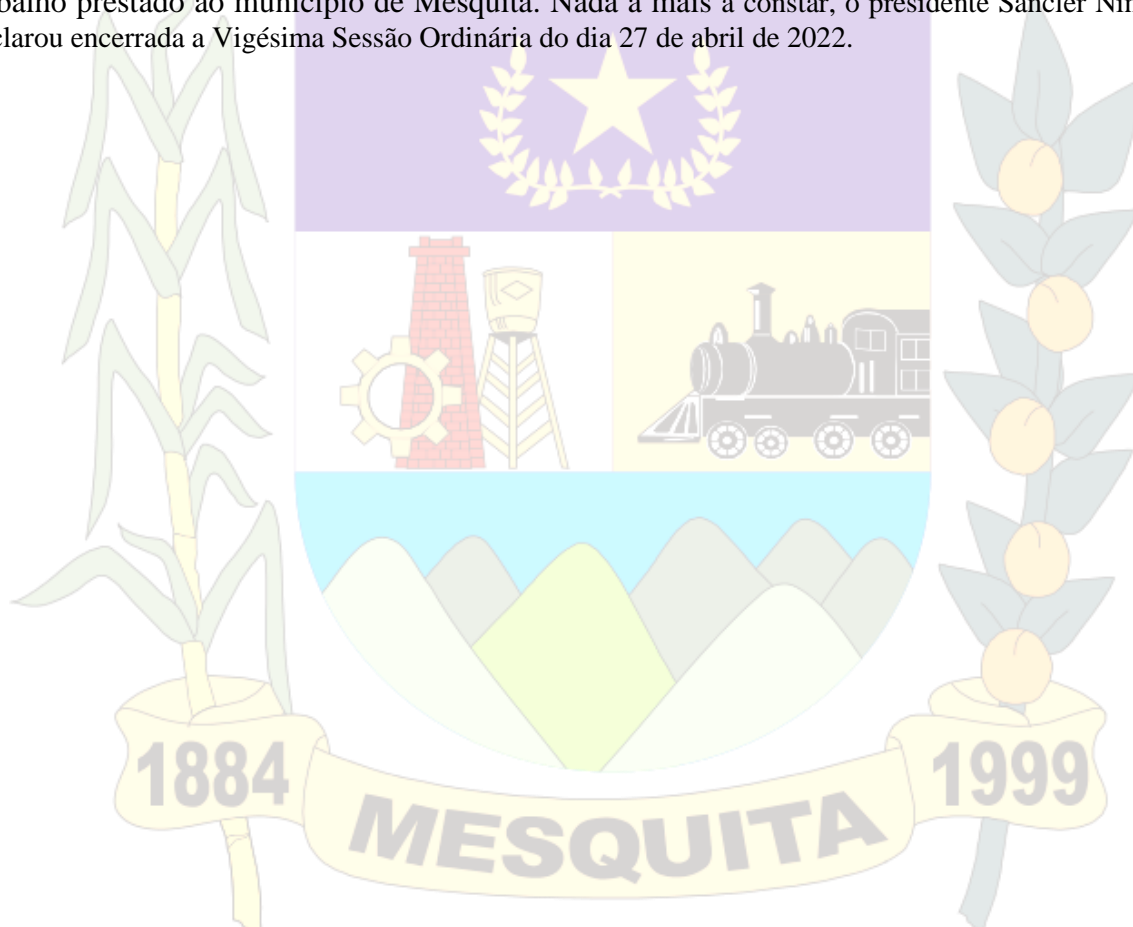 balho prestado ao município de Mesquita. Nada a mais a constar, o presidente Sancler Nin
clarou encerrada a Vigésima Sessão Ordinária do dia 27 de abril de 2022.
1884
1999
MESQUITA